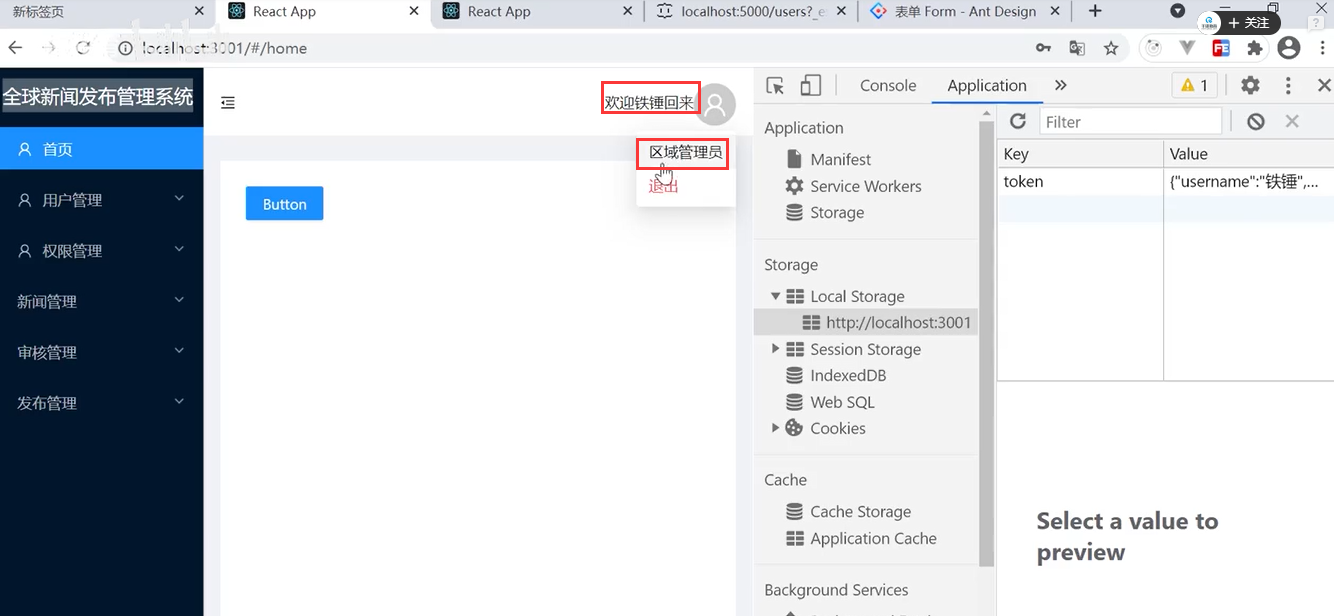 新标签页
React App
React App
localhost:5000/users?_e
表单 Form - Ant Design
关注
localhost:3001/#/home
全球新闻发布管理系统
欢迎铁锤回来
区域管理员
退出
首页
用户管理
权限管理
新闻管理
审核管理
发布管理
Button
Console
Application
1
Filter
Application
Manifest
Service Workers
Storage
Storage
Local Storage
http://localhost:3001
Session Storage
IndexedDB
Web SQL
Cookies
Cache
Cache Storage
Application Cache
Background Services
Key Value
token {"username":"铁锤",...
Select a value to
preview